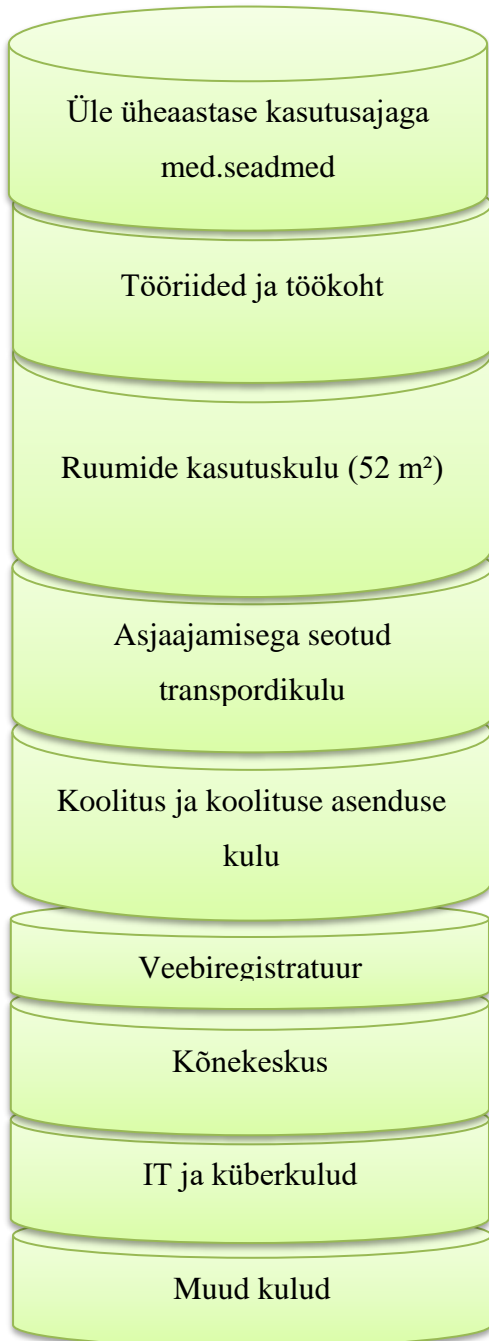 Üle üheaastase kasutusajaga
med.seadmed
Tööriided ja töökoht
Ruumide kasutuskulu (52 m²)
Asjaajamisega seotud
transpordikulu
Koolitus ja koolituse asenduse
kulu
Veebiregistratuur
Kõnekeskus
IT ja küberkulud
Muud kulud